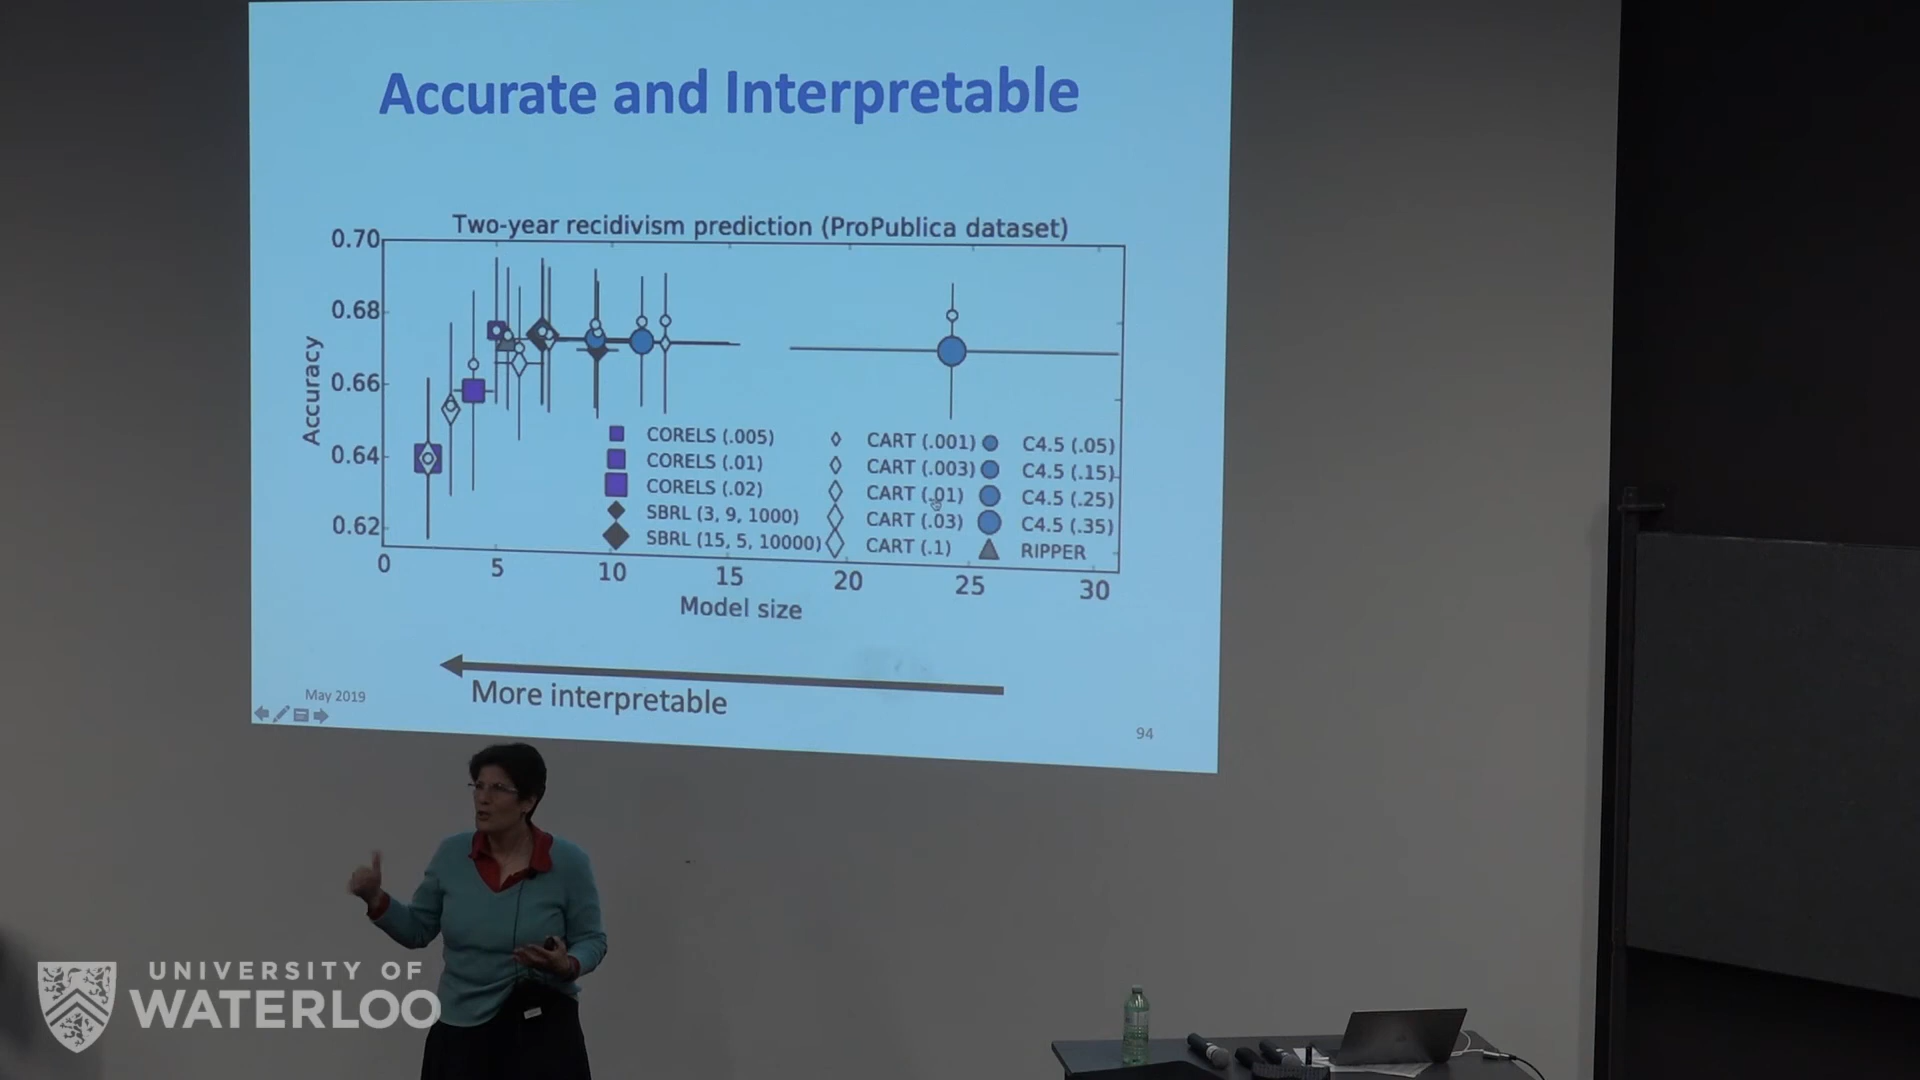 Accurate and Interpretable
Two-year recidivism prediction (ProPublica dataset)
0.70
0.68
0.66
0.64
0.62
Accuracy
0
5
10
15
20
25
30
Model size
CORELS (.005)
CORELS (.01)
CORELS (.02)
SBRL (3, 9, 1000)
SBRL (15, 5, 10000)
CART (.001)
CART (.003)
CART (.01)
CART (.03)
CART (.1)
C4.5 (.05)
C4.5 (.15)
C4.5 (.25)
C4.5 (.35)
RIPPER
More interpretable
May 2019
94
UNIVERSITY OF
WATERLOO